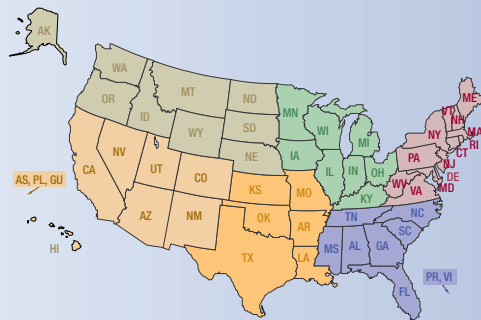 AK
WA
MT
ND
MN
ME
VT
NH
OR
ID
SD
WI
MI
NY
MA
RI
CT
WY
NE
IA
PA
NJ
DE
MD
NV
UT
CO
IL
IN
OH
WV
VA
CA
KS
MO
KY
AS, PL, GU
AZ
NM
OK
AR
TN
NC
SC
HI
TX
LA
MS
AL
GA
PR, VI
FL